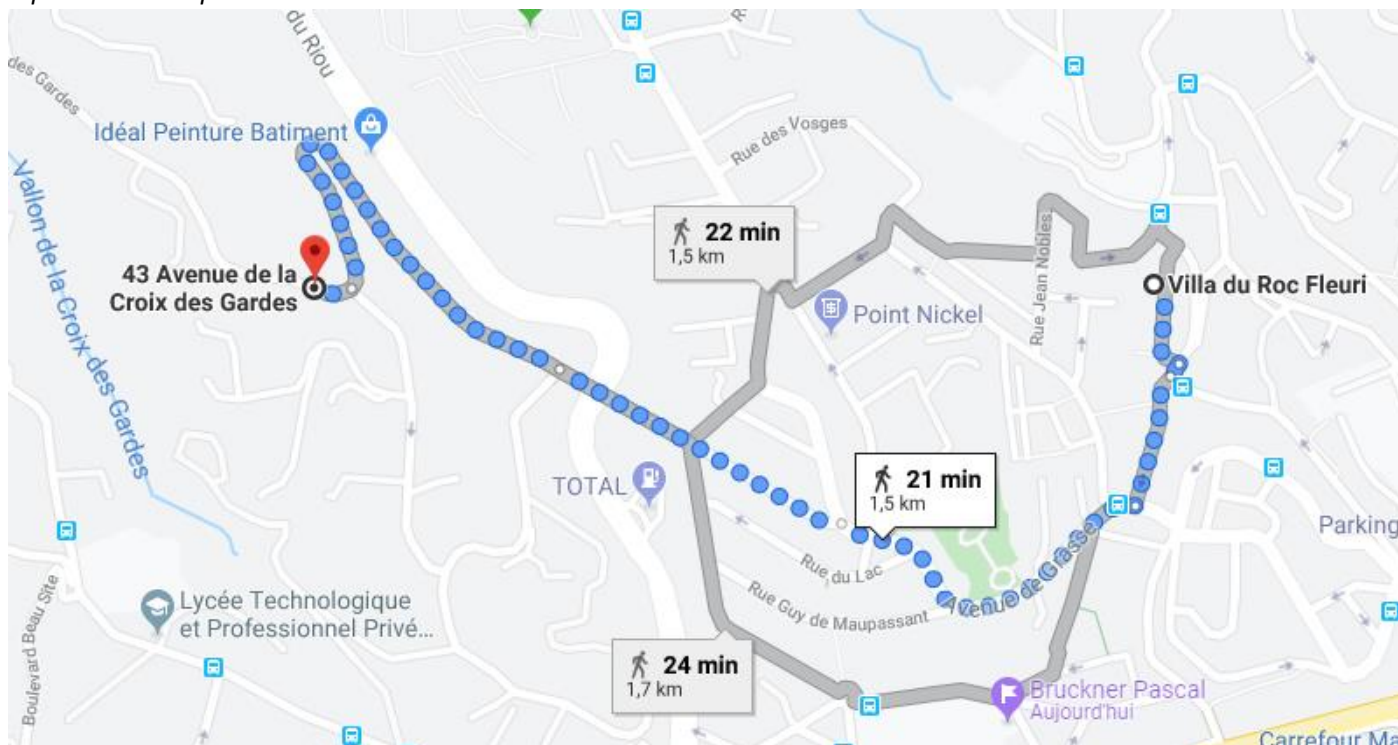 du Riou
des Gardes
Idéal Peinture Batiment
Rue des Vosges
Vallon de la Croix des Gardes
22 min
1,5 km
Rue Jean Nobles
43 Avenue de la
Croix des Gardes
Villa du Roc Fleuri
Point Nickel
21 min
1,5 km
TOTAL
Parking
Avenue de Grasse
Rue du Lac
Rue Guy de Maupassant
Lycée Technologique
et Professionnel Privé...
Boulevard Beau Site
24 min
1,7 km
Bruckner Pascal
Aujourd'hui
Carrefour Ma